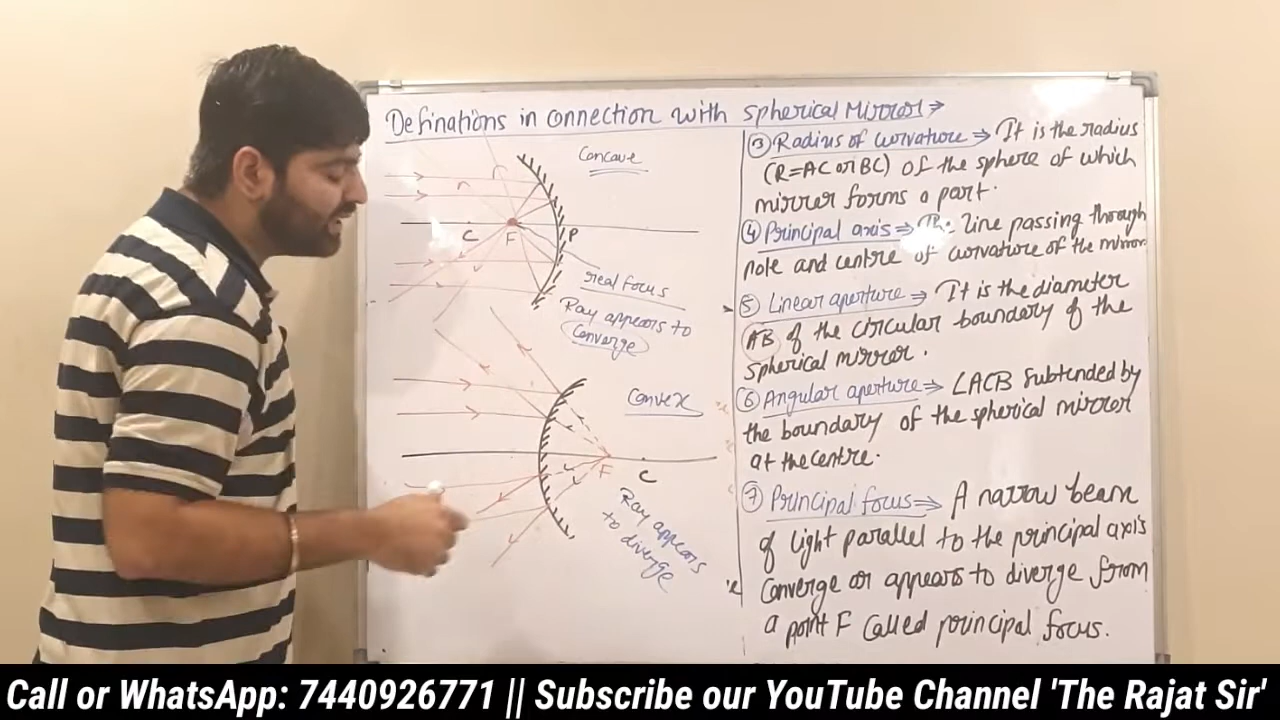 Definations in connection with spherical Mirror →
Concave
C
F
P
real focus
Ray appears to
Converge
Convex
F
C
Ray appears
to diverge
③ Radius of curvature ⇒ It is the radius
(R=AC or BC) of the sphere of which
mirror forms a part.
④ Principal axis ⇒ The line passing through
pole and centre of curvature of the mirror
⑤ Linear aperture ⇒ It is the diameter
AB of the circular boundary of the
spherical mirror.
⑥ Angular aperture ⇒ ∠ACB Subtended by
the boundary of the spherical mirror
at the centre.
⑦ Principal focus ⇒ A narrow beam
of light parallel to the principal axis
Converge or appears to diverge from
a point F Called principal focus.
Call or WhatsApp: 7440926771 || Subscribe our YouTube Channel 'The Rajat Sir'